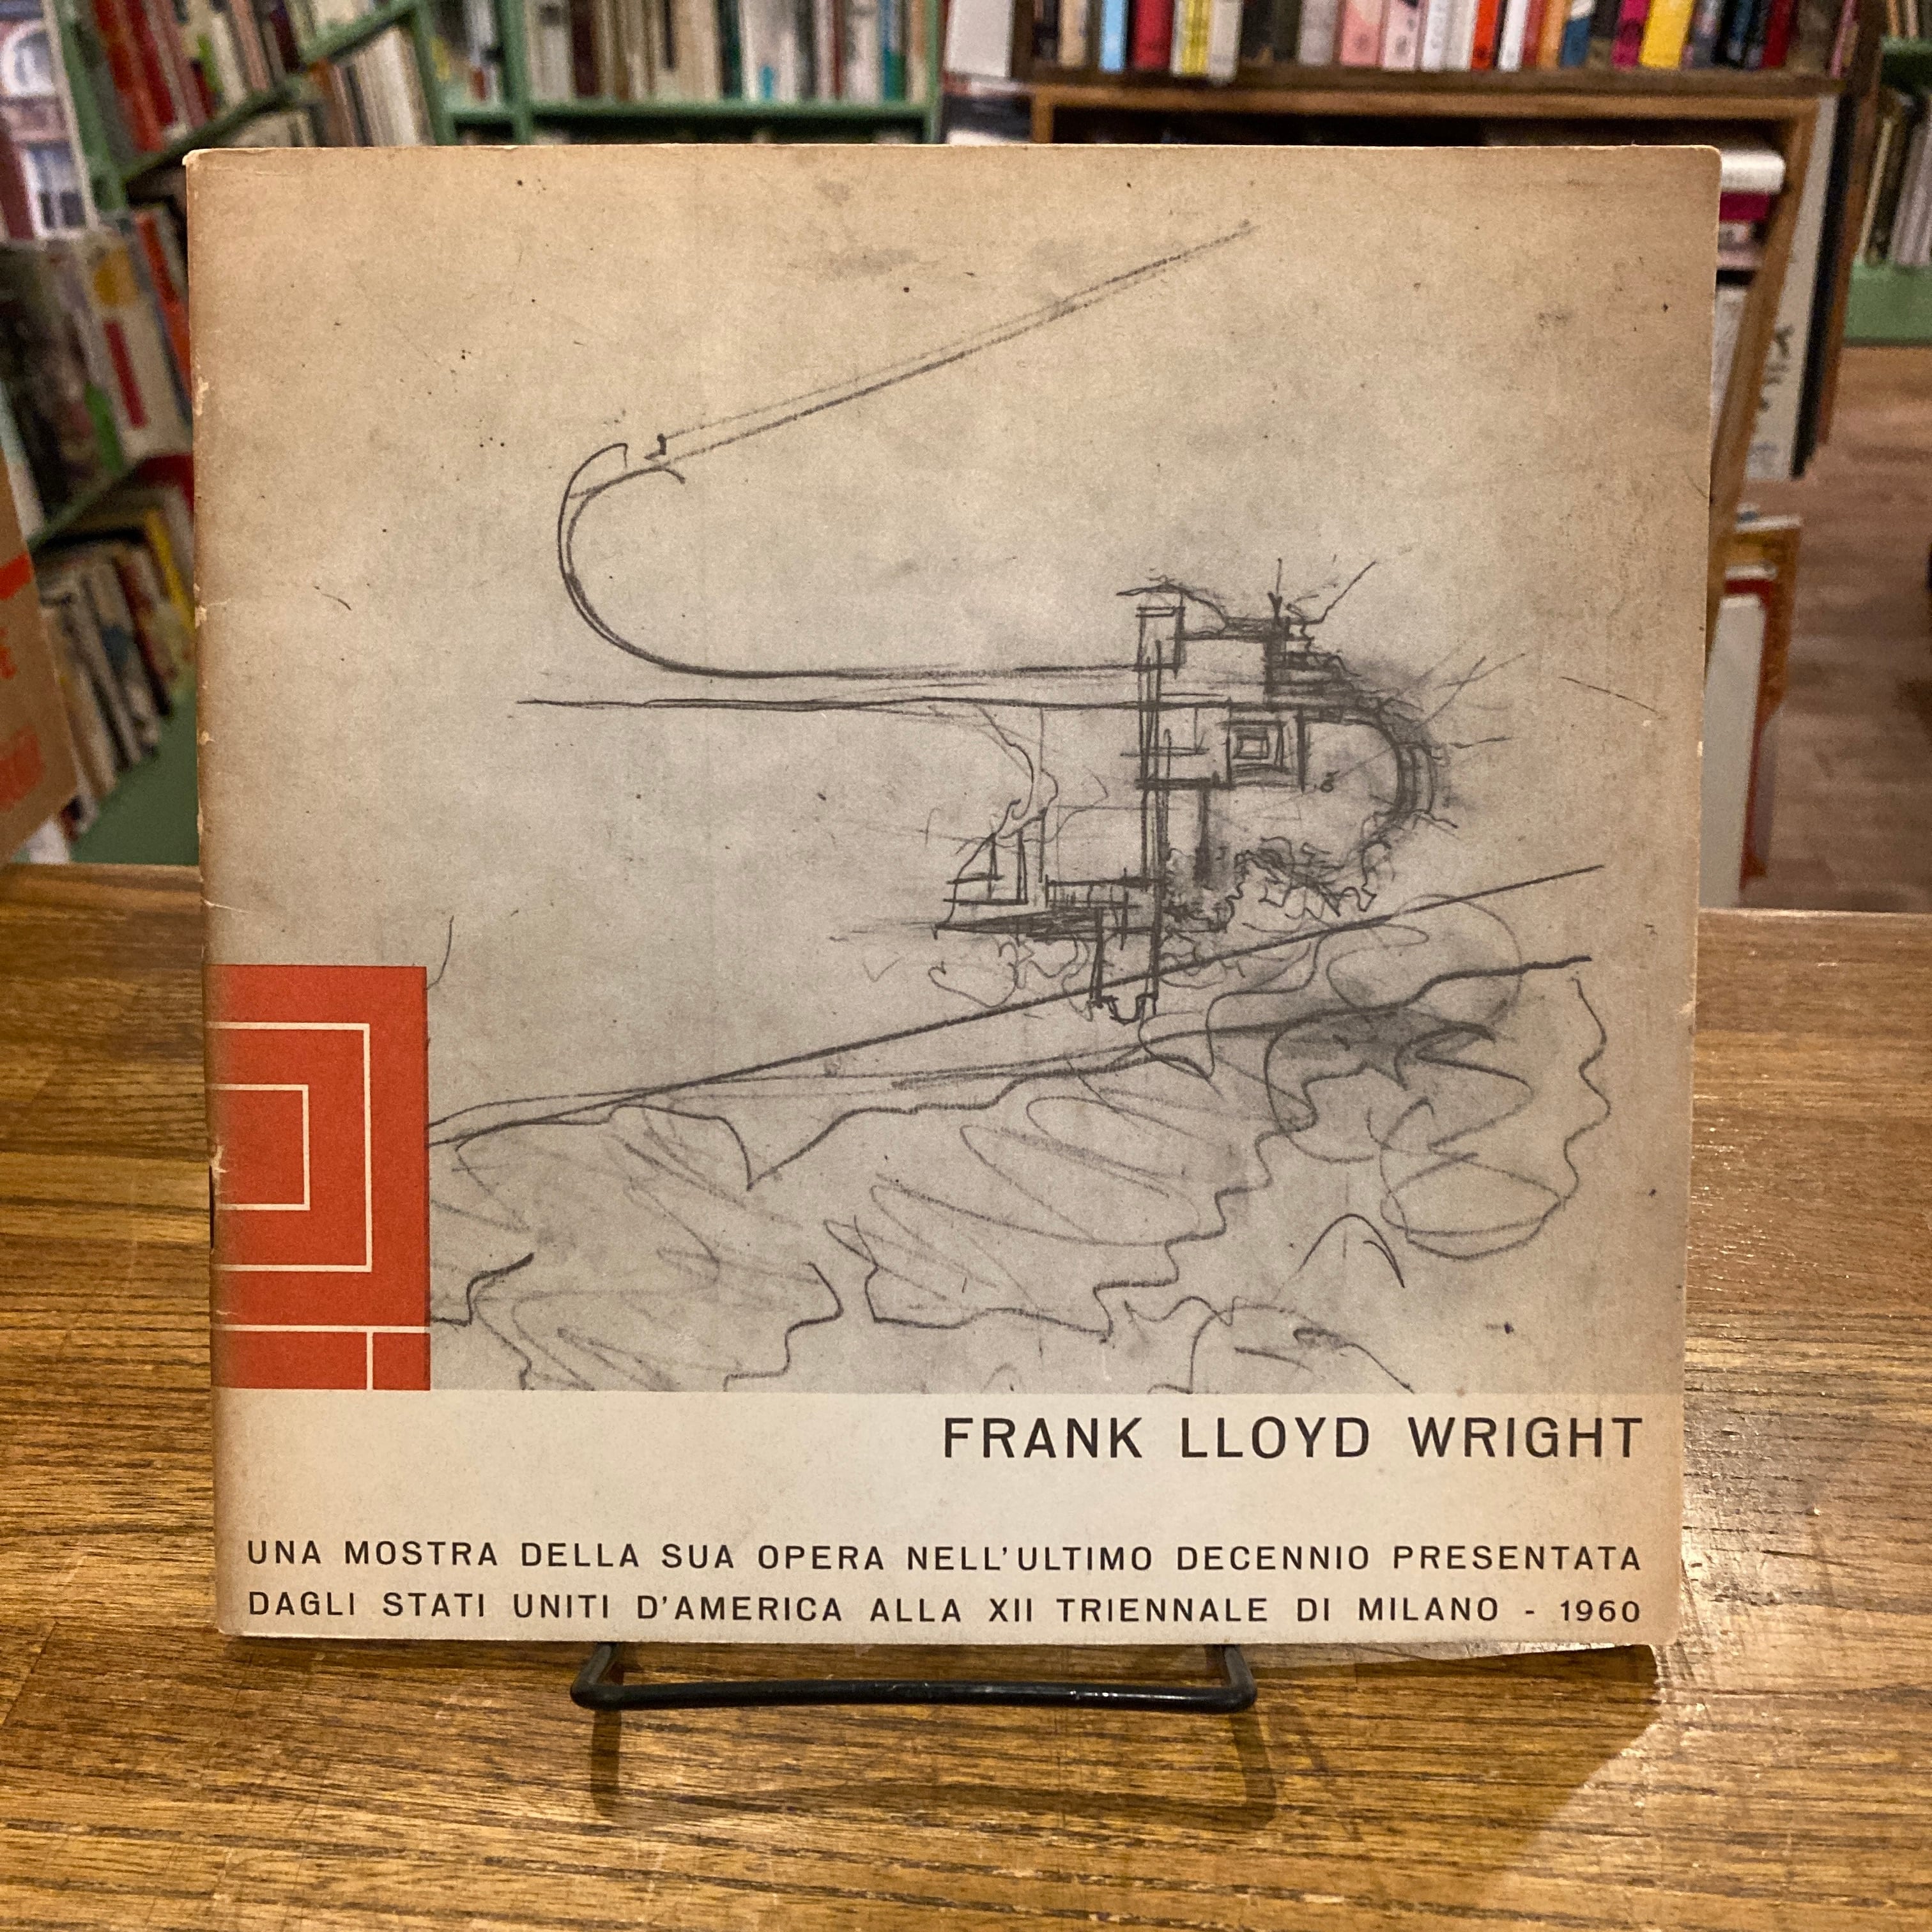 FRANK LLOYD WRIGHT
UNA MOSTRA DELLA SUA OPERA NELL'ULTIMO DECENNIO PRESENTATA
DAGLI STATI UNITI D'AMERICA ALLA XII TRIENNALE DI MILANO - 1960